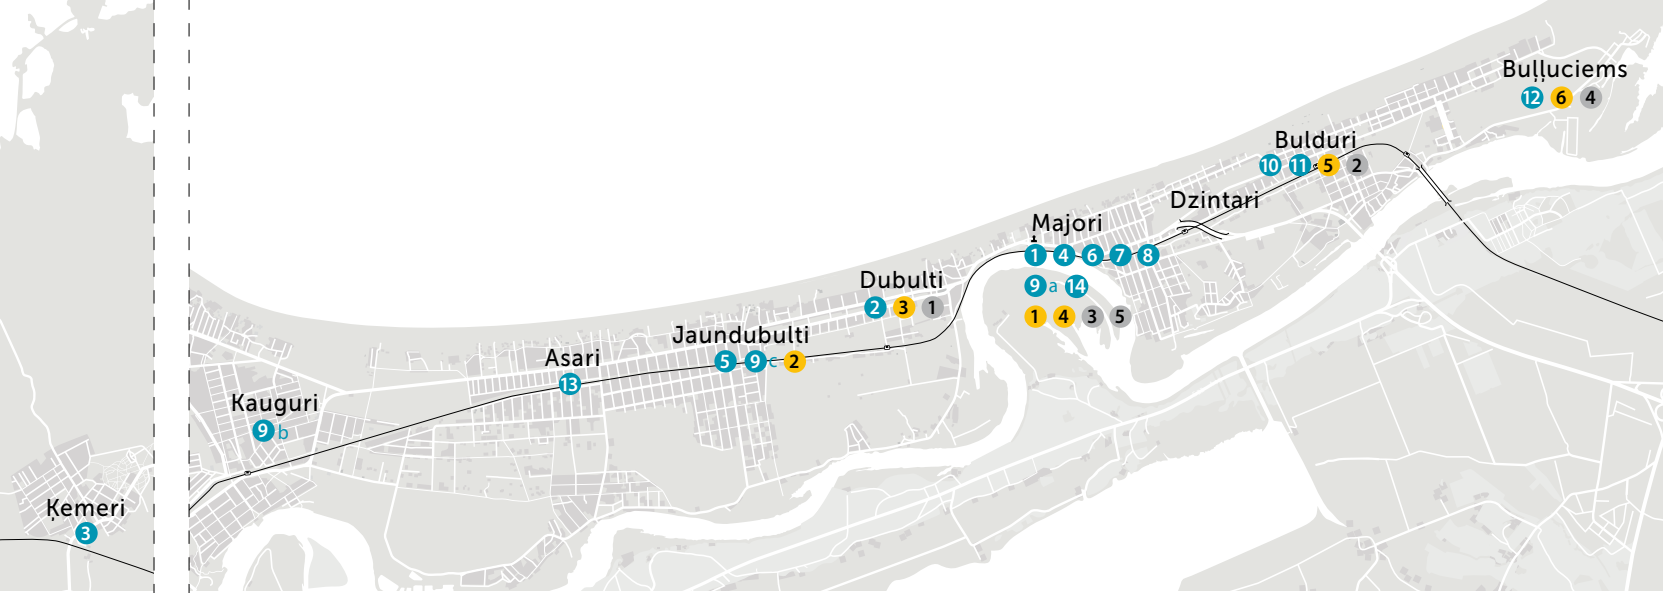 Buļļuciems
12 6 4
Bulduri
10 11 5 2
Dzintari
Majori
1 4 6 7 8
9 a 14
1 4 3 5
Dubulti
2 3 1
Jaundubulti
5 9 c 2
Asari
13
Kauguri
9 b
Ķemeri
3